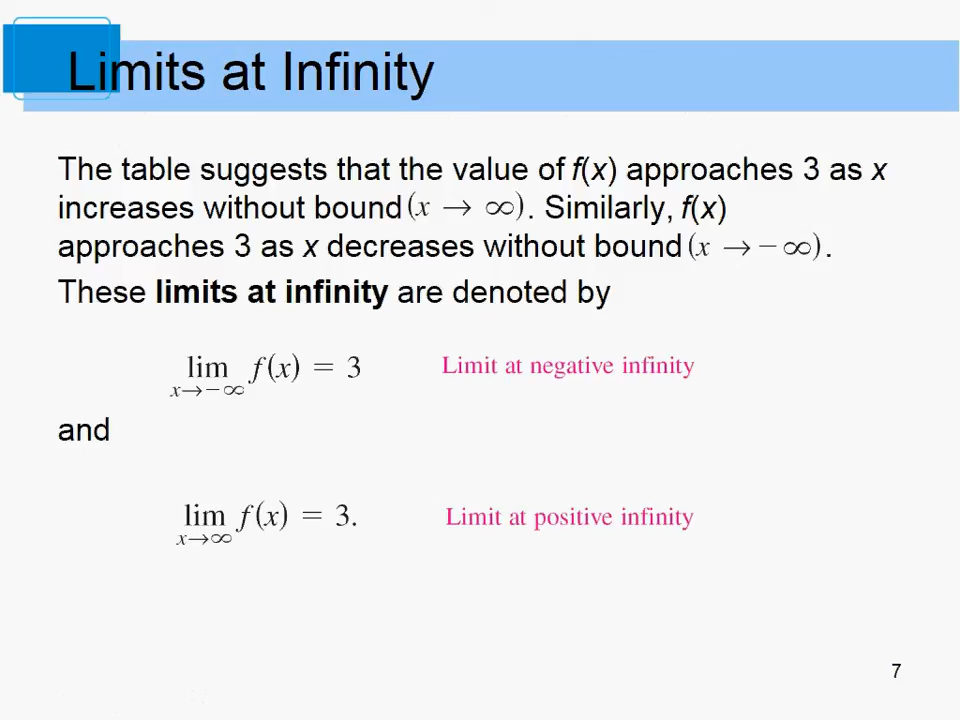 Limits at Infinity
The table suggests that the value of f(x) approaches 3 as x
increases without bound (x → ∞). Similarly, f(x)
approaches 3 as x decreases without bound (x → −∞).
These limits at infinity are denoted by
lim f(x) = 3 Limit at negative infinity
x→−∞
and
lim f(x) = 3. Limit at positive infinity
x→∞
7